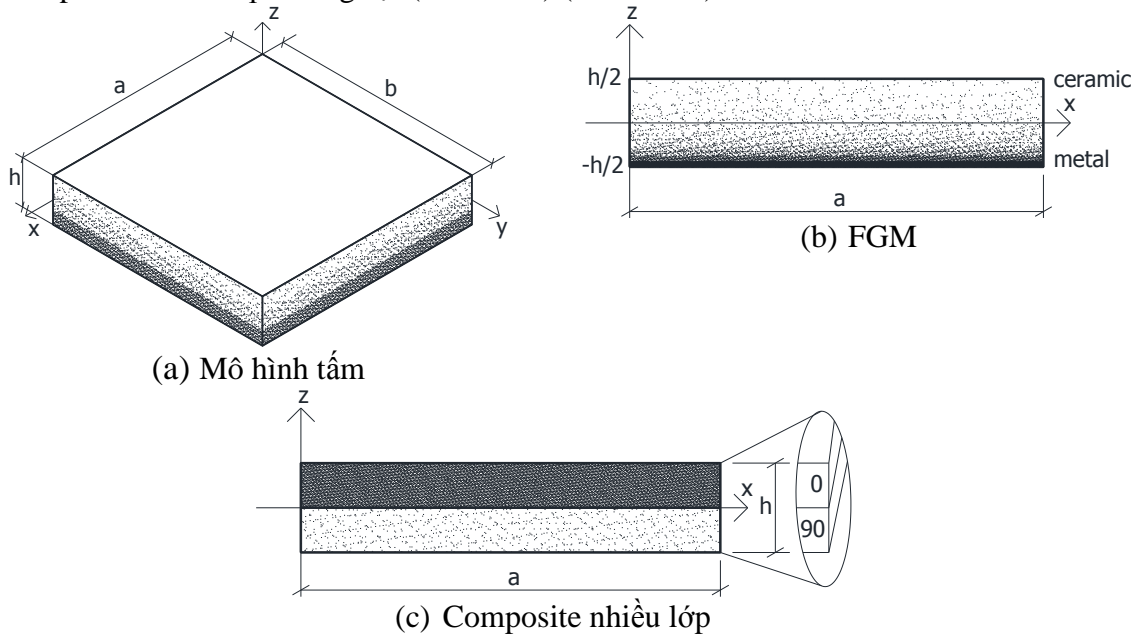 z
a
b
h
x
y
(a) Mô hình tấm
z
h/2
ceramic
x
-h/2
metal
a
(b) FGM
z
x
h
0
90
a
(c) Composite nhiều lớp